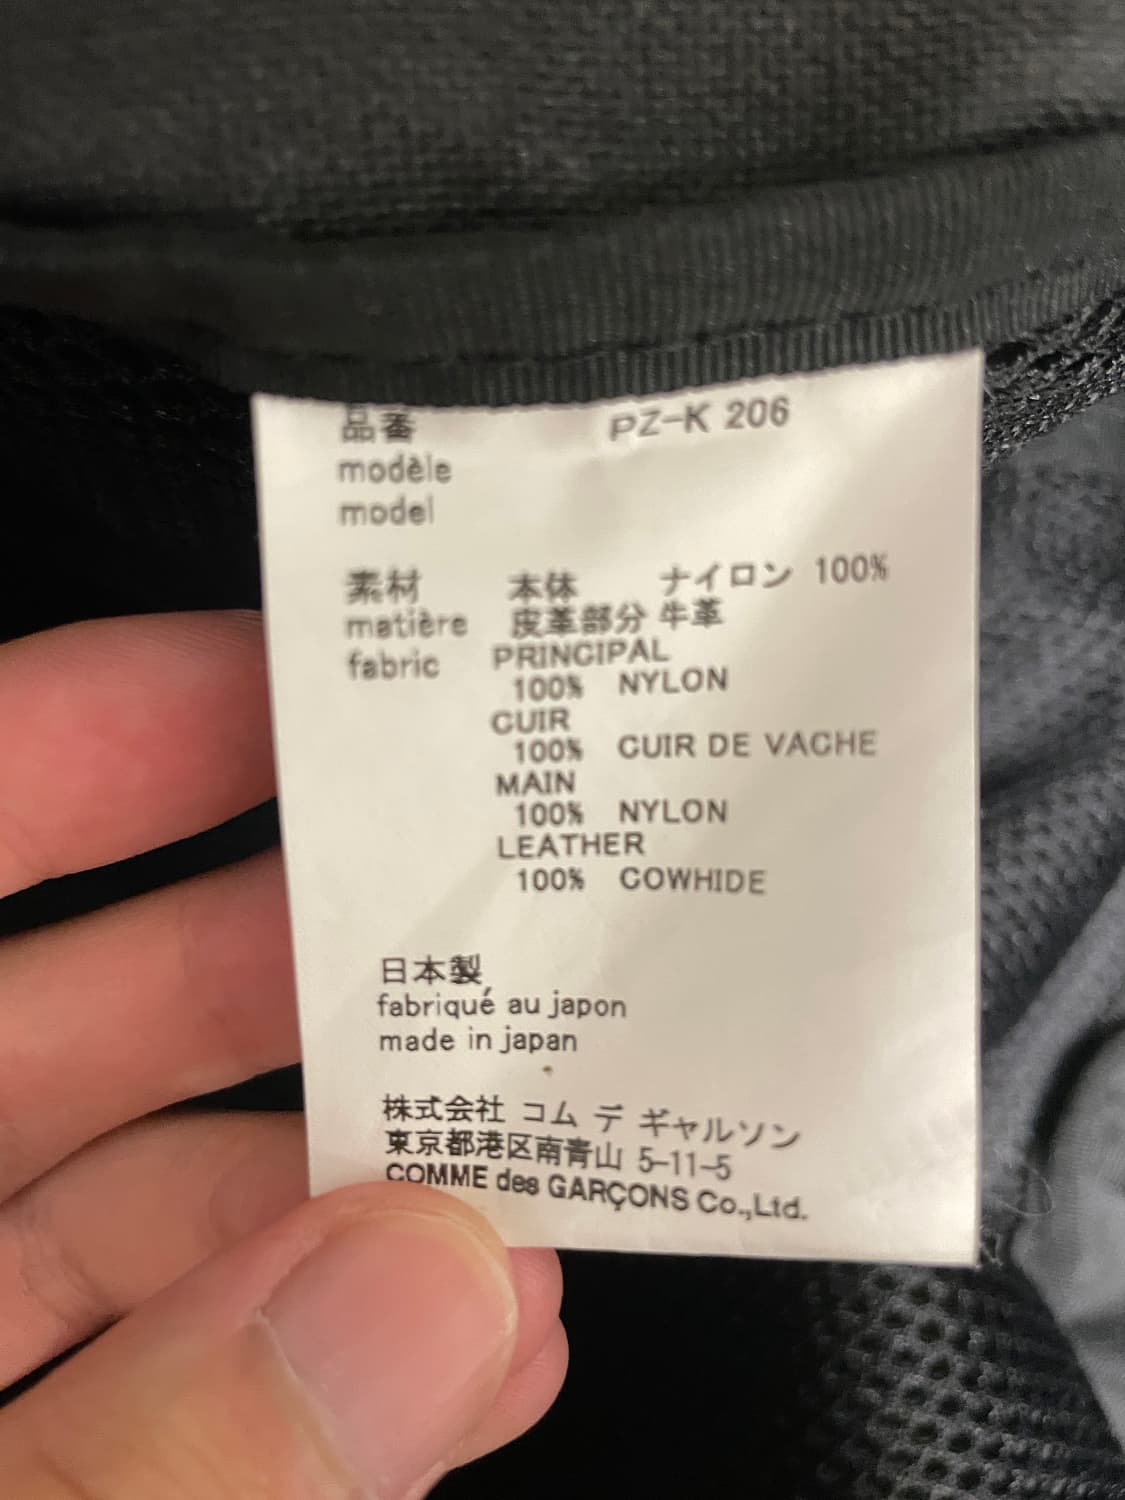 品番 PZ-K 206
modèle
model
素材 本体 ナイロン 100%
matière 皮革部分 牛革
fabric PRINCIPAL
100% NYLON
CUIR
100% CUIR DE VACHE
MAIN
100% NYLON
LEATHER
100% COWHIDE
日本製
fabriqué au japon
made in japan
株式会社 コム デ ギャルソン
東京都港区南青山 5-11-5
COMME des GARÇONS Co.,Ltd.